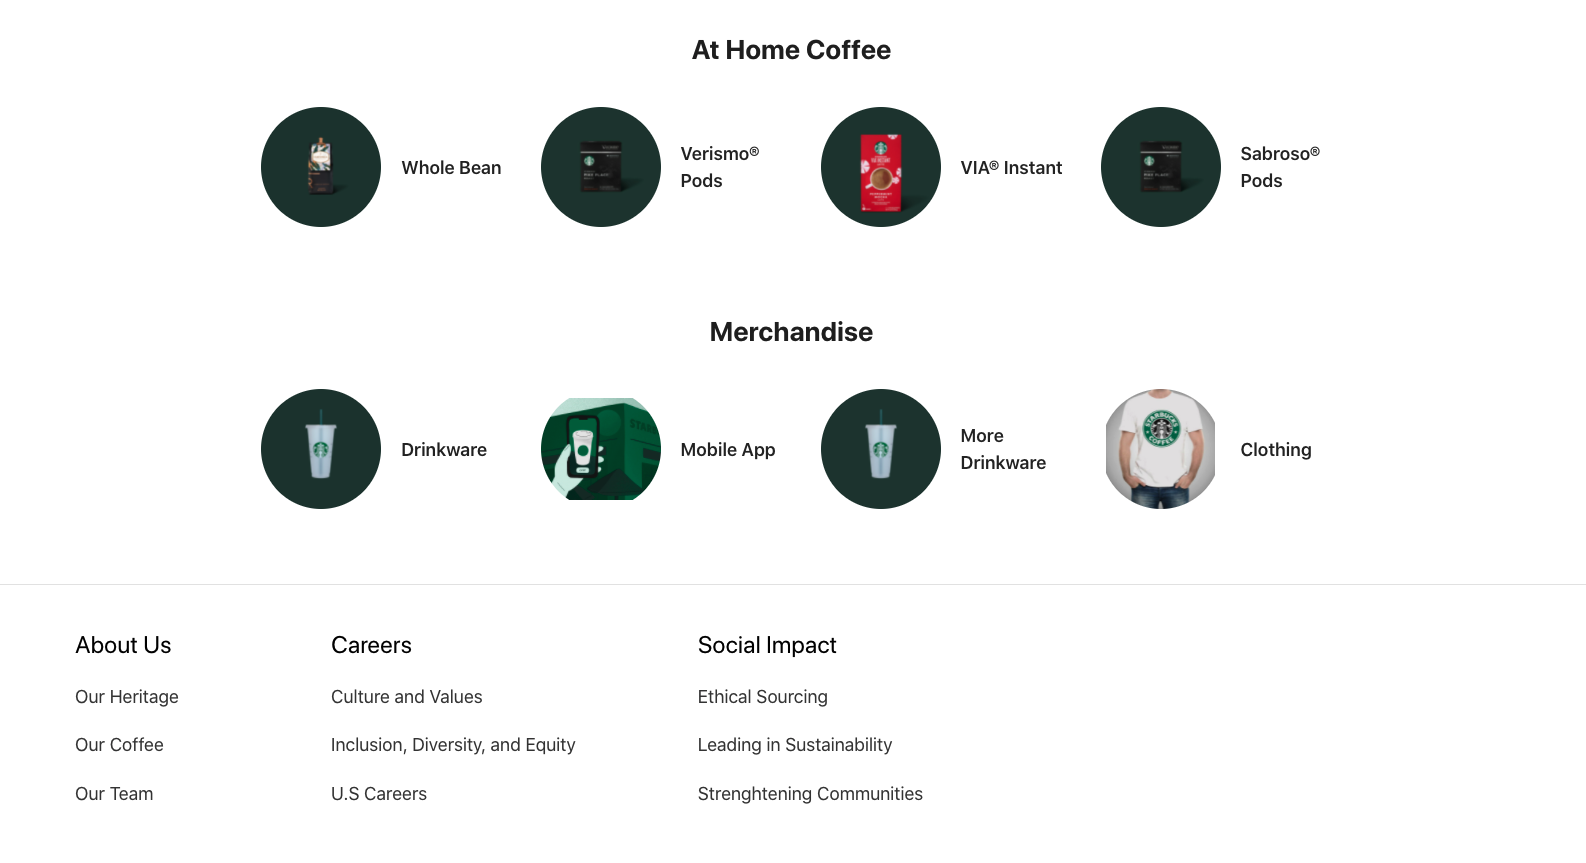 At Home Coffee
Whole Bean
Verismo®
Pods
VIA® Instant
Sabroso®
Pods
Merchandise
Drinkware
Mobile App
More
Drinkware
STARBUCKS
COFFEE
Clothing
About Us
Careers
Social Impact
Our Heritage
Culture and Values
Ethical Sourcing
Our Coffee
Inclusion, Diversity, and Equity
Leading in Sustainability
Our Team
U.S Careers
Strenghtening Communities